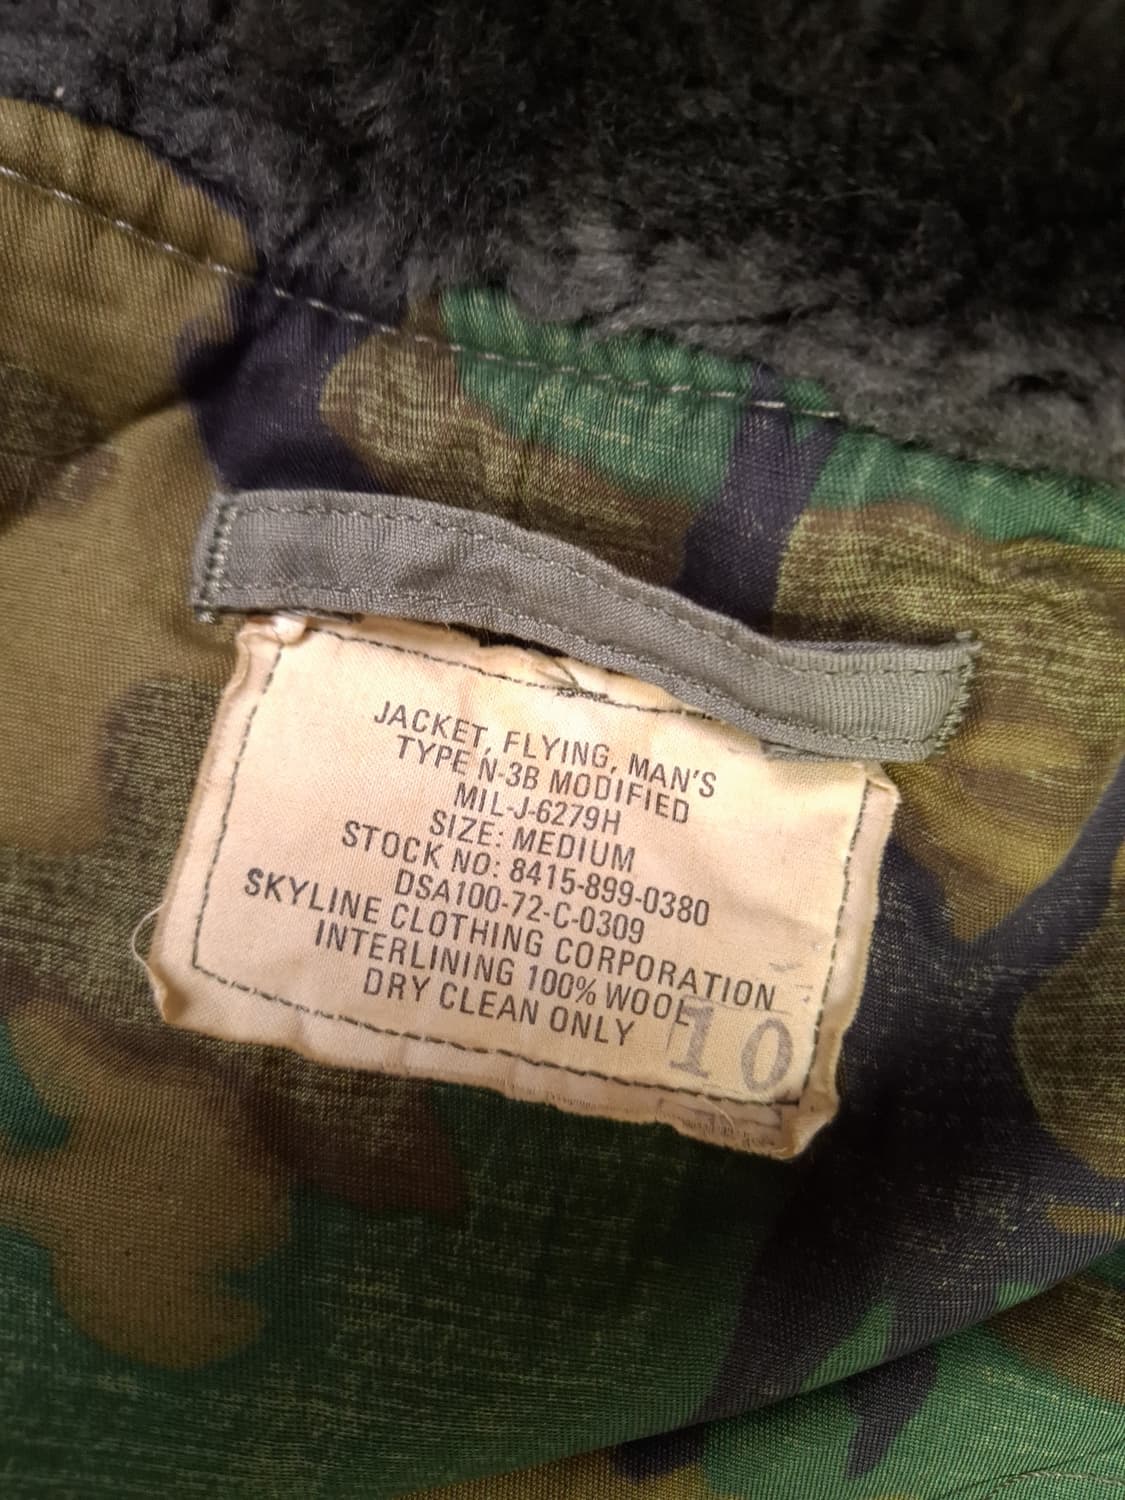 JACKET, FLYING, MAN'S
TYPE N-3B MODIFIED
MIL-J-6279H
SIZE: MEDIUM
STOCK NO: 8415-899-0380
DSA100-72-C-0309
SKYLINE CLOTHING CORPORATION
INTERLINING 100% WOOL
DRY CLEAN ONLY
10